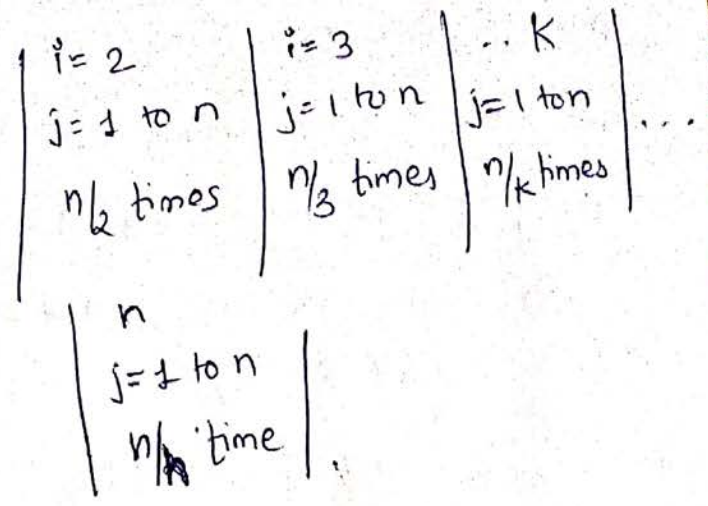 i = 2
j = 1 to n
n/2 times
i = 3
j = 1 to n
n/3 times
.. K
j = 1 to n
n/k times
...
n
j = 1 to n
n/n time
.